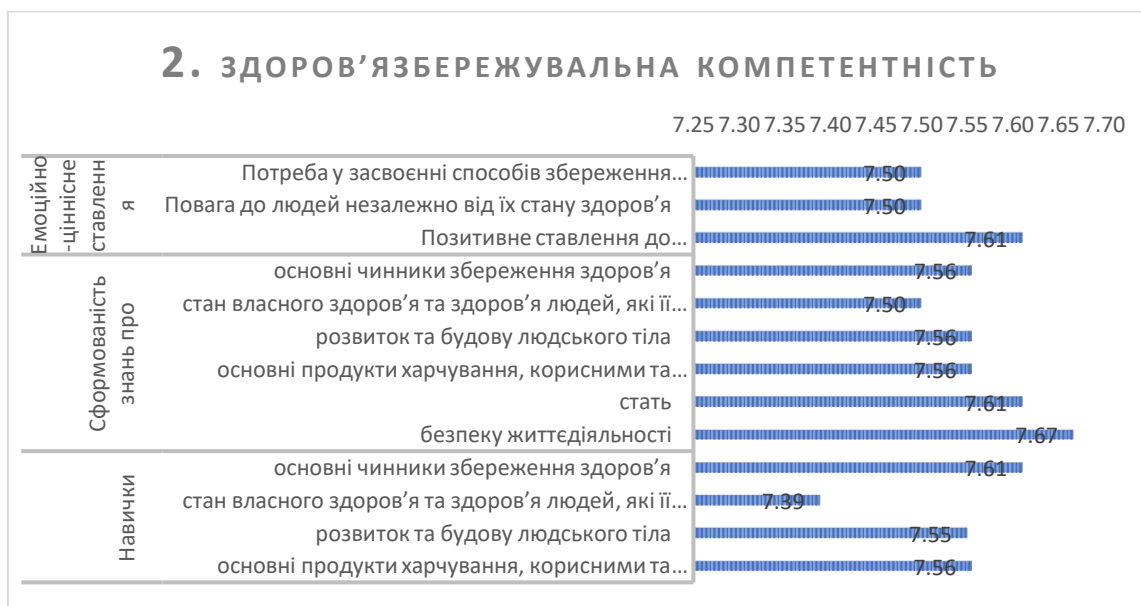 2. ЗДОРОВ’ЯЗБЕРЕЖУВАЛЬНА КОМПЕТЕНТНІСТЬ
7.25 7.30 7.35 7.40 7.45 7.50 7.55 7.60 7.65 7.70
Емоційно
-ціннісне
ставленн
я
Потреба у засвоєнні способів збереження… 7.50
Повага до людей незалежно від їх стану здоров’я 7.50
Позитивне ставлення до… 7.61
Сформованість
знань про
основні чинники збереження здоров’я 7.56
стан власного здоров’я та здоров’я людей, які її… 7.50
розвиток та будову людського тіла 7.56
основні продукти харчування, корисними та… 7.56
стать 7.61
безпеку життєдіяльності 7.67
Навички
основні чинники збереження здоров’я 7.61
стан власного здоров’я та здоров’я людей, які її… 7.39
розвиток та будову людського тіла 7.55
основні продукти харчування, корисними та… 7.56